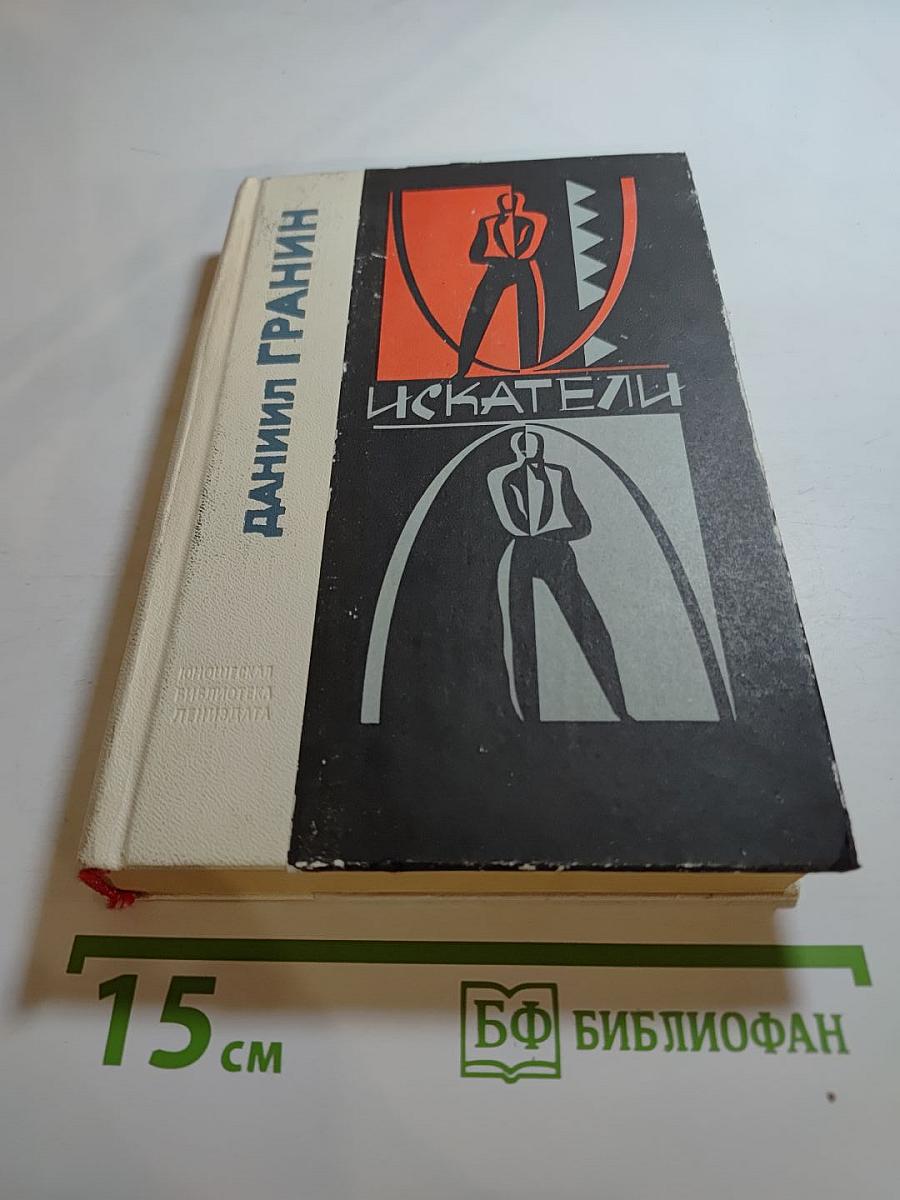 ДАНИИЛ ГРАНИН
ИСКАТЕЛИ
ЮНОШЕСКАЯ
БИБЛИОТЕКА
ЛЕНИЗДАТА
15 см
БФ БИБЛИОФАН